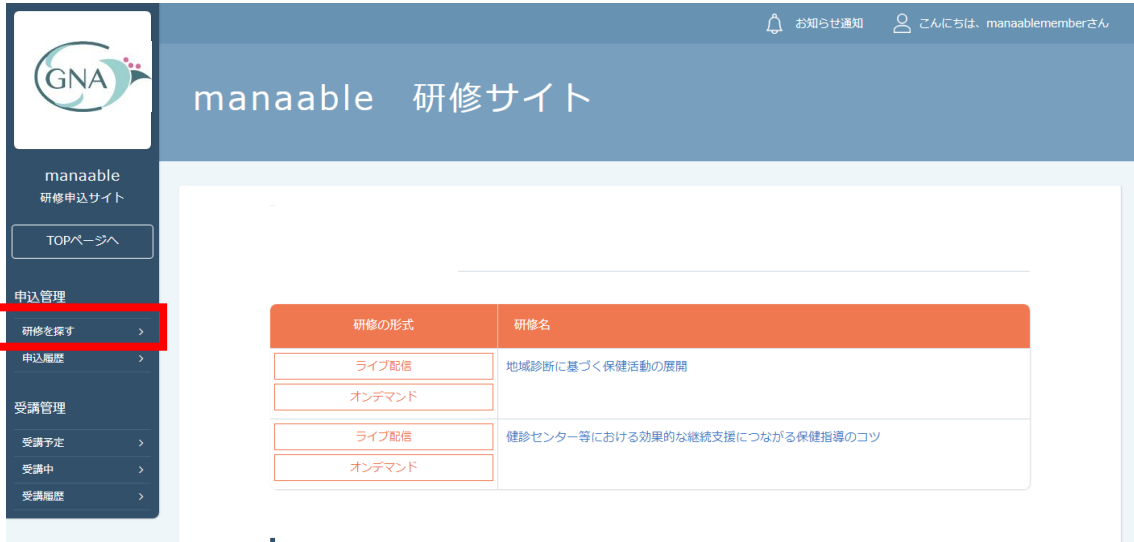 お知らせ通知
こんにちは、manaablememberさん
GNA
manaable 研修サイト
manaable
研修申込サイト
TOPページへ
申込管理
研修を探す
申込履歴
受講管理
受講予定
受講中
受講履歴
研修の形式 研修名
ライブ配信 地域診断に基づく保健活動の展開
オンデマンド
ライブ配信 健診センター等における効果的な継続支援につながる保健指導のコツ
オンデマンド